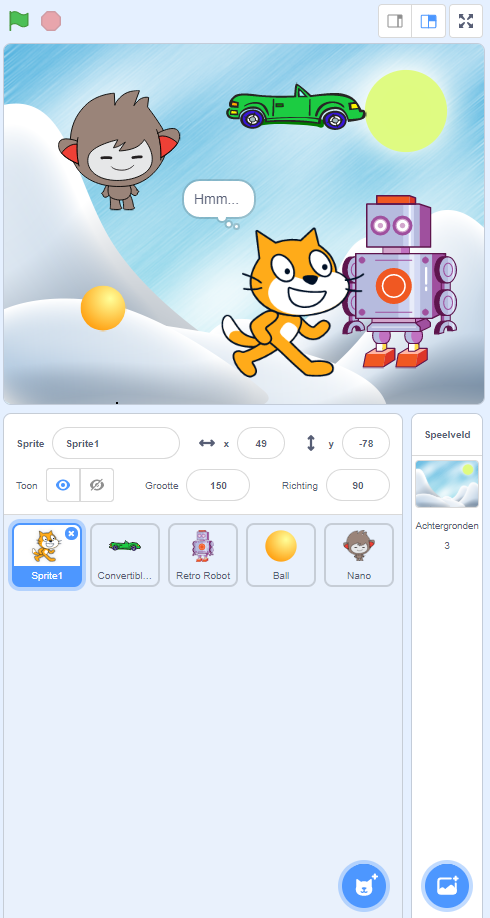 Hmm...
Sprite Sprite1 x 49 y -78
Toon Grootte 150 Richting 90
Sprite1 Convertibl... Retro Robot Ball Nano
Speelveld
Achtergronden
3